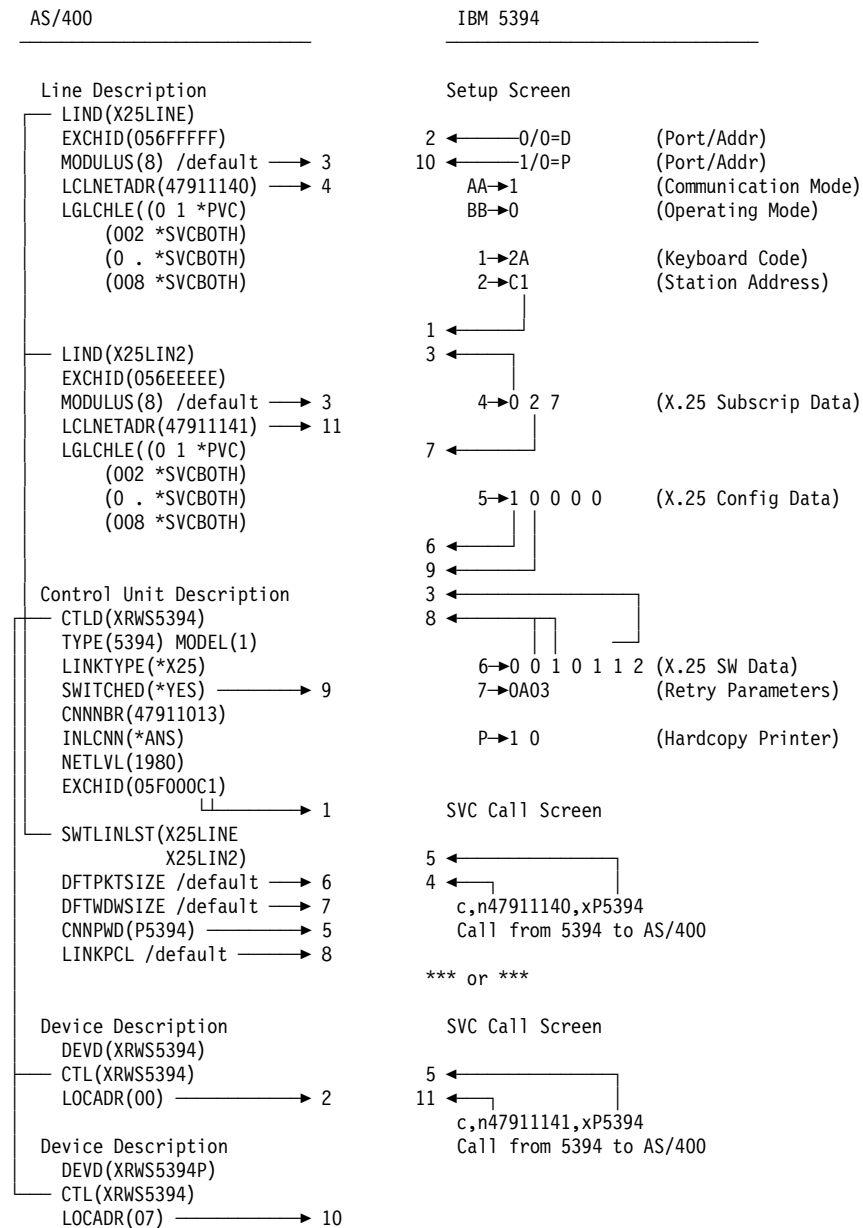 AS/400
IBM 5394
Line Description
LIND(X25LINE)
EXCHID(056FFFFF)
MODULUS(8) /default → 3
LCLNETADR(47911140) → 4
LGLCHLE((0 1 *PVC)
(002 *SVCBOTH)
(0 . *SVCBOTH)
(008 *SVCBOTH)
LIND(X25LIN2)
EXCHID(056EEEEE)
MODULUS(8) /default → 3
LCLNETADR(47911141) → 11
LGLCHLE((0 1 *PVC)
(002 *SVCBOTH)
(0 . *SVCBOTH)
(008 *SVCBOTH)
Control Unit Description
CTLD(XRWS5394)
TYPE(5394) MODEL(1)
LINKTYPE(*X25)
SWITCHED(*YES) → 9
CNNNBR(47911013)
INLCNN(*ANS)
NETLVL(1980)
EXCHID(05F000C1)
→ 1
SWTLINLST(X25LINE
X25LIN2)
DFTPKTSIZE /default → 6
DFTWDWSIZE /default → 7
CNNPWD(P5394) → 5
LINKPCL /default → 8
Device Description
DEVD(XRWS5394)
CTL(XRWS5394)
LOCADR(00) → 2
Device Description
DEVD(XRWS5394P)
CTL(XRWS5394)
LOCADR(07) → 10
Setup Screen
2 ← 0/0=D (Port/Addr)
10 ← 1/0=P (Port/Addr)
AA→1 (Communication Mode)
BB→0 (Operating Mode)
1→2A (Keyboard Code)
2→C1 (Station Address)
1 ←
3 ←
4→0 2 7 (X.25 Subscrip Data)
7 ←
5→1 0 0 0 0 (X.25 Config Data)
6 ←
9 ←
3 ←
8 ←
6→0 0 1 0 1 1 2 (X.25 SW Data)
7→0A03 (Retry Parameters)
P→1 0 (Hardcopy Printer)
SVC Call Screen
5 ←
4 ←
c,n47911140,xP5394
Call from 5394 to AS/400
*** or ***
SVC Call Screen
5 ←
11 ←
c,n47911141,xP5394
Call from 5394 to AS/400